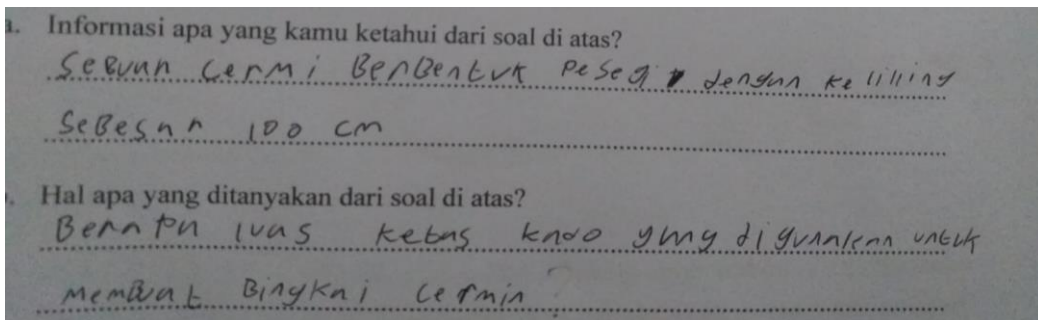 a. Informasi apa yang kamu ketahui dari soal di atas?
Sebuah cermi Berbentuk Pesegi dengan keliling
Sebesar 100 cm
Hal apa yang ditanyakan dari soal di atas?
Berapa luas kertas kado yang digunakan untuk
Membuat Bingkai cermin